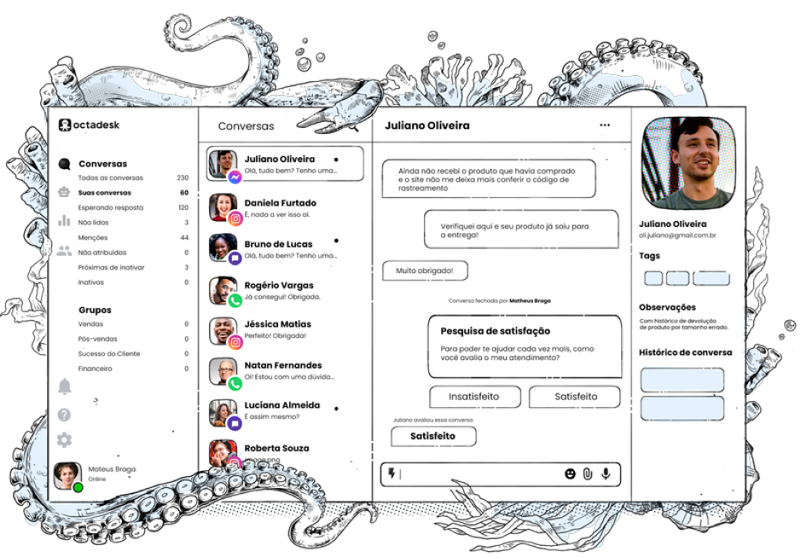 octadesk
Conversas
Todas as conversas 230
Suas conversas 60
Esperando resposta 120
Não lidos 3
Menções 44
Não atribuídas 0
Próximas de inativar 3
Inativas 0
Grupos
Vendas 0
Pós-vendas 0
Sucesso do Cliente 0
Financeiro 0
Mateus Braga
Online
Conversas
Juliano Oliveira
Olá, tudo bem? Tenho uma...
Daniela Furtado
É, nada a ver isso aí.
Bruno de Lucas
Olá, tudo bem? Tenho uma...
Rogério Vargas
Já consegui! Obrigada.
Jéssica Matias
Perfeito! Obrigada!
Natan Fernandes
Oi! Estou com uma dúvida...
Luciana Almeida
É assim mesmo?
Roberta Souza
Juliano Oliveira
Ainda não recebi o produto que havia comprado
e o site não me deixa mais conferir o código de
rastreamento
Verifiquei aqui e seu produto já saiu para
a entrega!
Muito obrigado!
Conversa fechada por Matheus Braga
Pesquisa de satisfação
Para poder te ajudar cada vez mais, como
você avalia o meu atendimento?
Insatisfeito
Satisfeito
Juliano avaliou essa conversa
Satisfeito
Juliano Oliveira
oli.juliano@gmail.com.br
Tags
Observações
Com histórico de devolução
de produto por tamanho errado.
Histórico de conversa